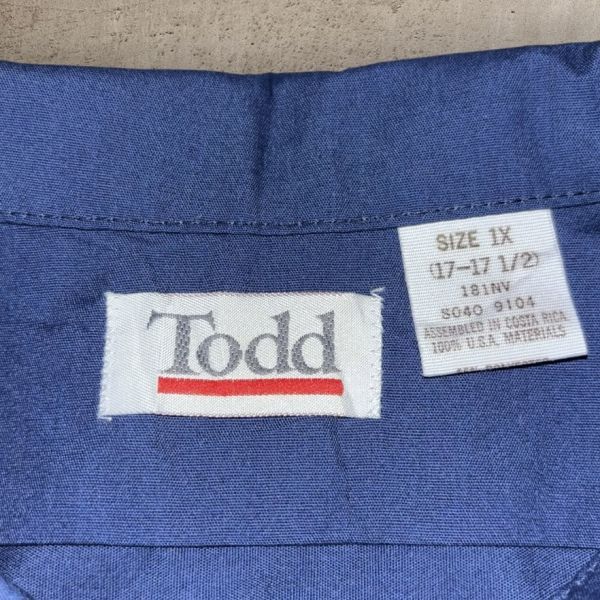 Todd
SIZE 1X
(17-17 1/2)
181NV
S040 9104
ASSEMBLED IN COSTA RICA
100% U.S.A. MATERIALS